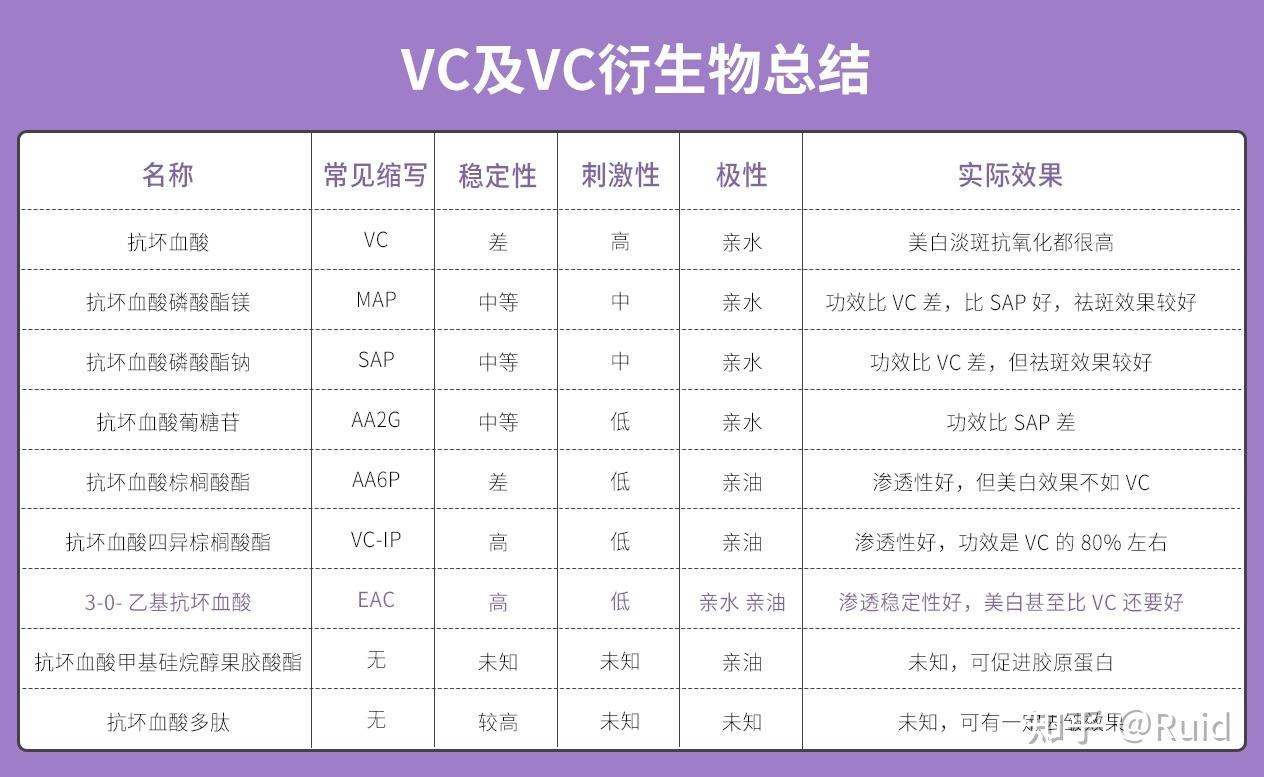 VC及VC衍生物总结
名称 常见缩写 稳定性 刺激性 极性 实际效果
抗坏血酸 VC 差 高 亲水 美白淡斑抗氧化都很高
抗坏血酸磷酸酯镁 MAP 中等 中 亲水 功效比 VC 差，比 SAP 好，祛斑效果较好
抗坏血酸磷酸酯钠 SAP 中等 中 亲水 功效比 VC 差，但祛斑效果较好
抗坏血酸葡糖苷 AA2G 中等 低 亲水 功效比 SAP 差
抗坏血酸棕榈酸酯 AA6P 差 低 亲油 渗透性好，但美白效果不如 VC
抗坏血酸四异棕榈酸酯 VC-IP 高 低 亲油 渗透性好，功效是 VC 的 80% 左右
3-0- 乙基抗坏血酸 EAC 高 低 亲水 亲油 渗透稳定性好，美白甚至比 VC 还要好
抗坏血酸甲基硅烷醇果胶酸酯 无 未知 未知 亲油 未知，可促进胶原蛋白
抗坏血酸多肽 无 较高 未知 未知 未知，可有一定 效果
知乎 @Ruid